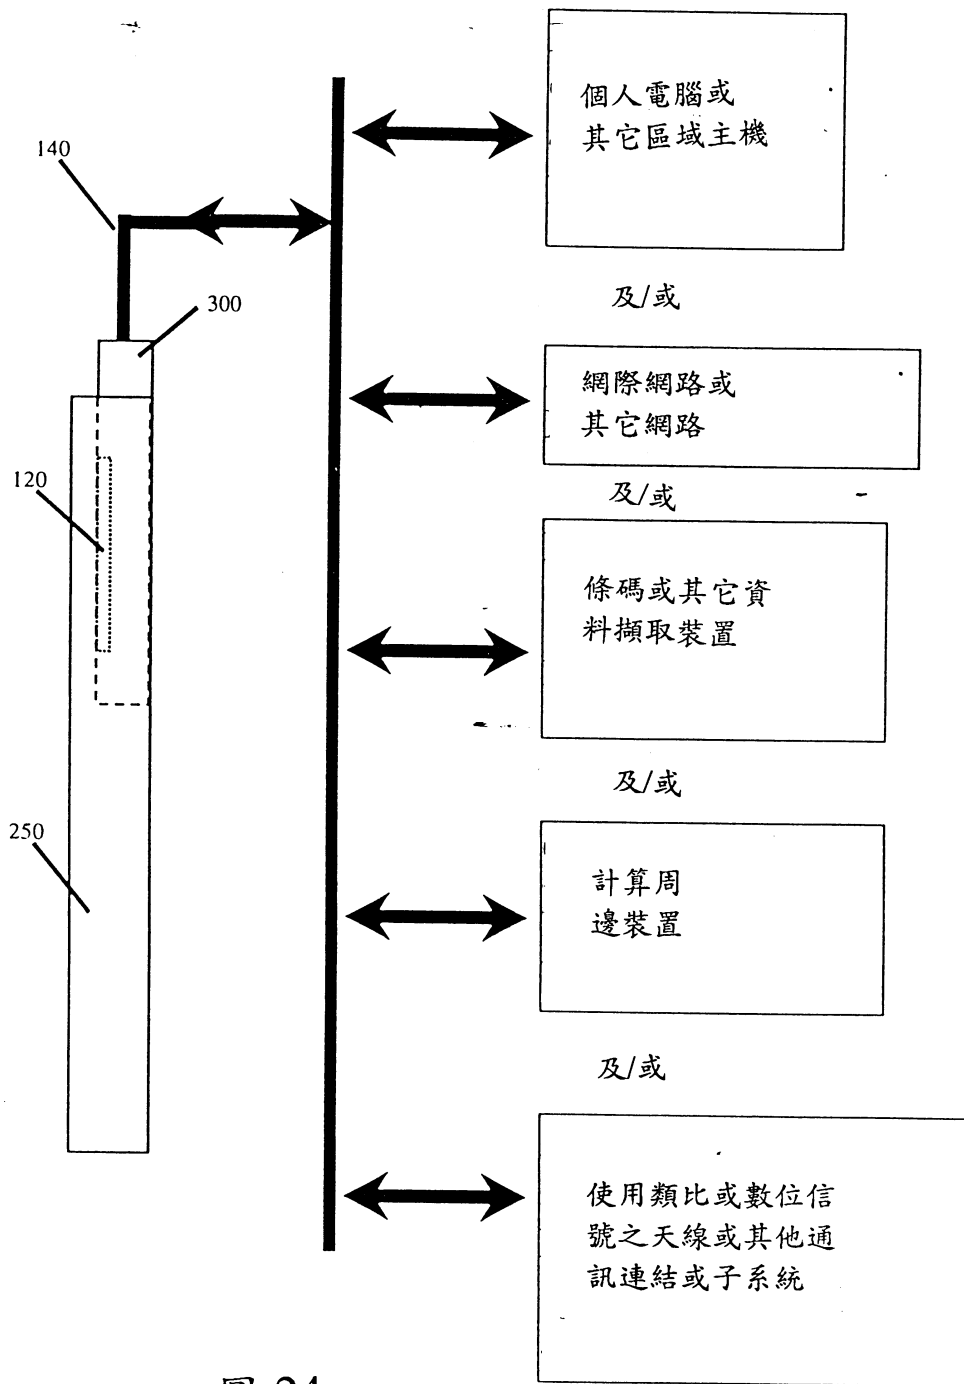 個人電腦或
其它區域主機
140
300
及/或
網際網路或
其它網路
120
及/或
條碼或其它資
料擷取裝置
及/或
250
計算周
邊裝置
及/或
使用類比或數位信
號之天線或其他通
訊連結或子系統
圖 24